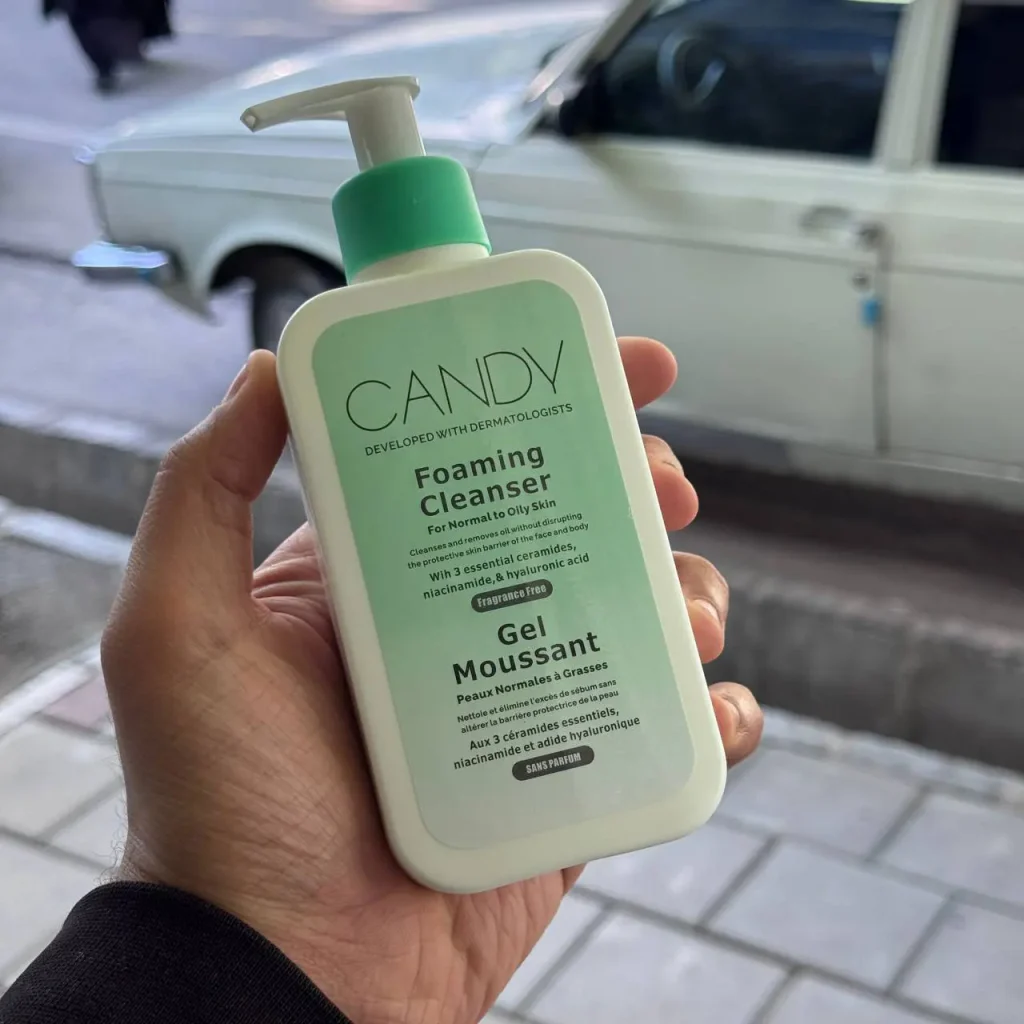 CANDY
DEVELOPED WITH DERMATOLOGISTS
Foaming
Cleanser
For Normal to Oily Skin
Cleanses and removes oil without disrupting
the protective skin barrier of the face and body
Wih 3 essential ceramides,
niacinamide,& hyaluronic acid
Fragrance Free
Gel
Moussant
Peaux Normales à Grasses
Nettoie et élimine l'excès de sébum sans
altérer la barrière protectrice de la peau
Aux 3 céramides essentiels,
niacinamide et adide hyaluronique
SANS PARFUM